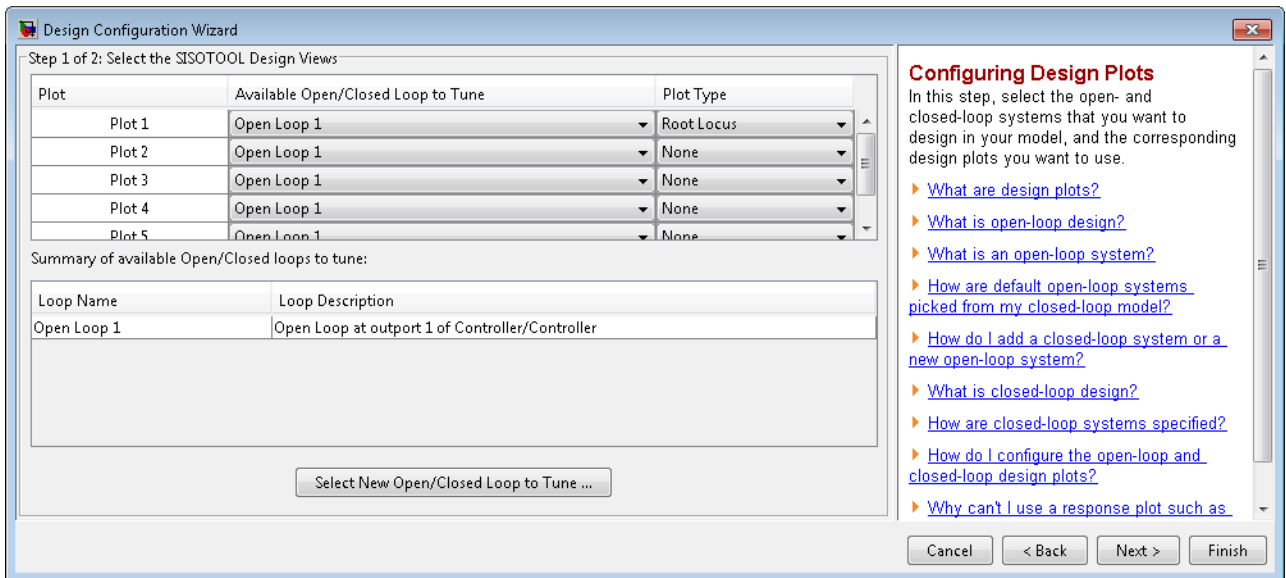 Design Configuration Wizard
Step 1 of 2: Select the SISOTOOL Design Views
Plot Available Open/Closed Loop to Tune Plot Type
Plot 1 Open Loop 1 Root Locus
Plot 2 Open Loop 1 None
Plot 3 Open Loop 1 None
Plot 4 Open Loop 1 None
Plot 5 Open Loop 1 None
Summary of available Open/Closed loops to tune:
Loop Name Loop Description
Open Loop 1 Open Loop at outport 1 of Controller/Controller
Select New Open/Closed Loop to Tune ...
Configuring Design Plots
In this step, select the open- and
closed-loop systems that you want to
design in your model, and the corresponding
design plots you want to use.
What are design plots?
What is open-loop design?
What is an open-loop system?
How are default open-loop systems
picked from my closed-loop model?
How do I add a closed-loop system or a
new open-loop system?
What is closed-loop design?
How are closed-loop systems specified?
How do I configure the open-loop and
closed-loop design plots?
Why can't I use a response plot such as
Cancel < Back Next > Finish